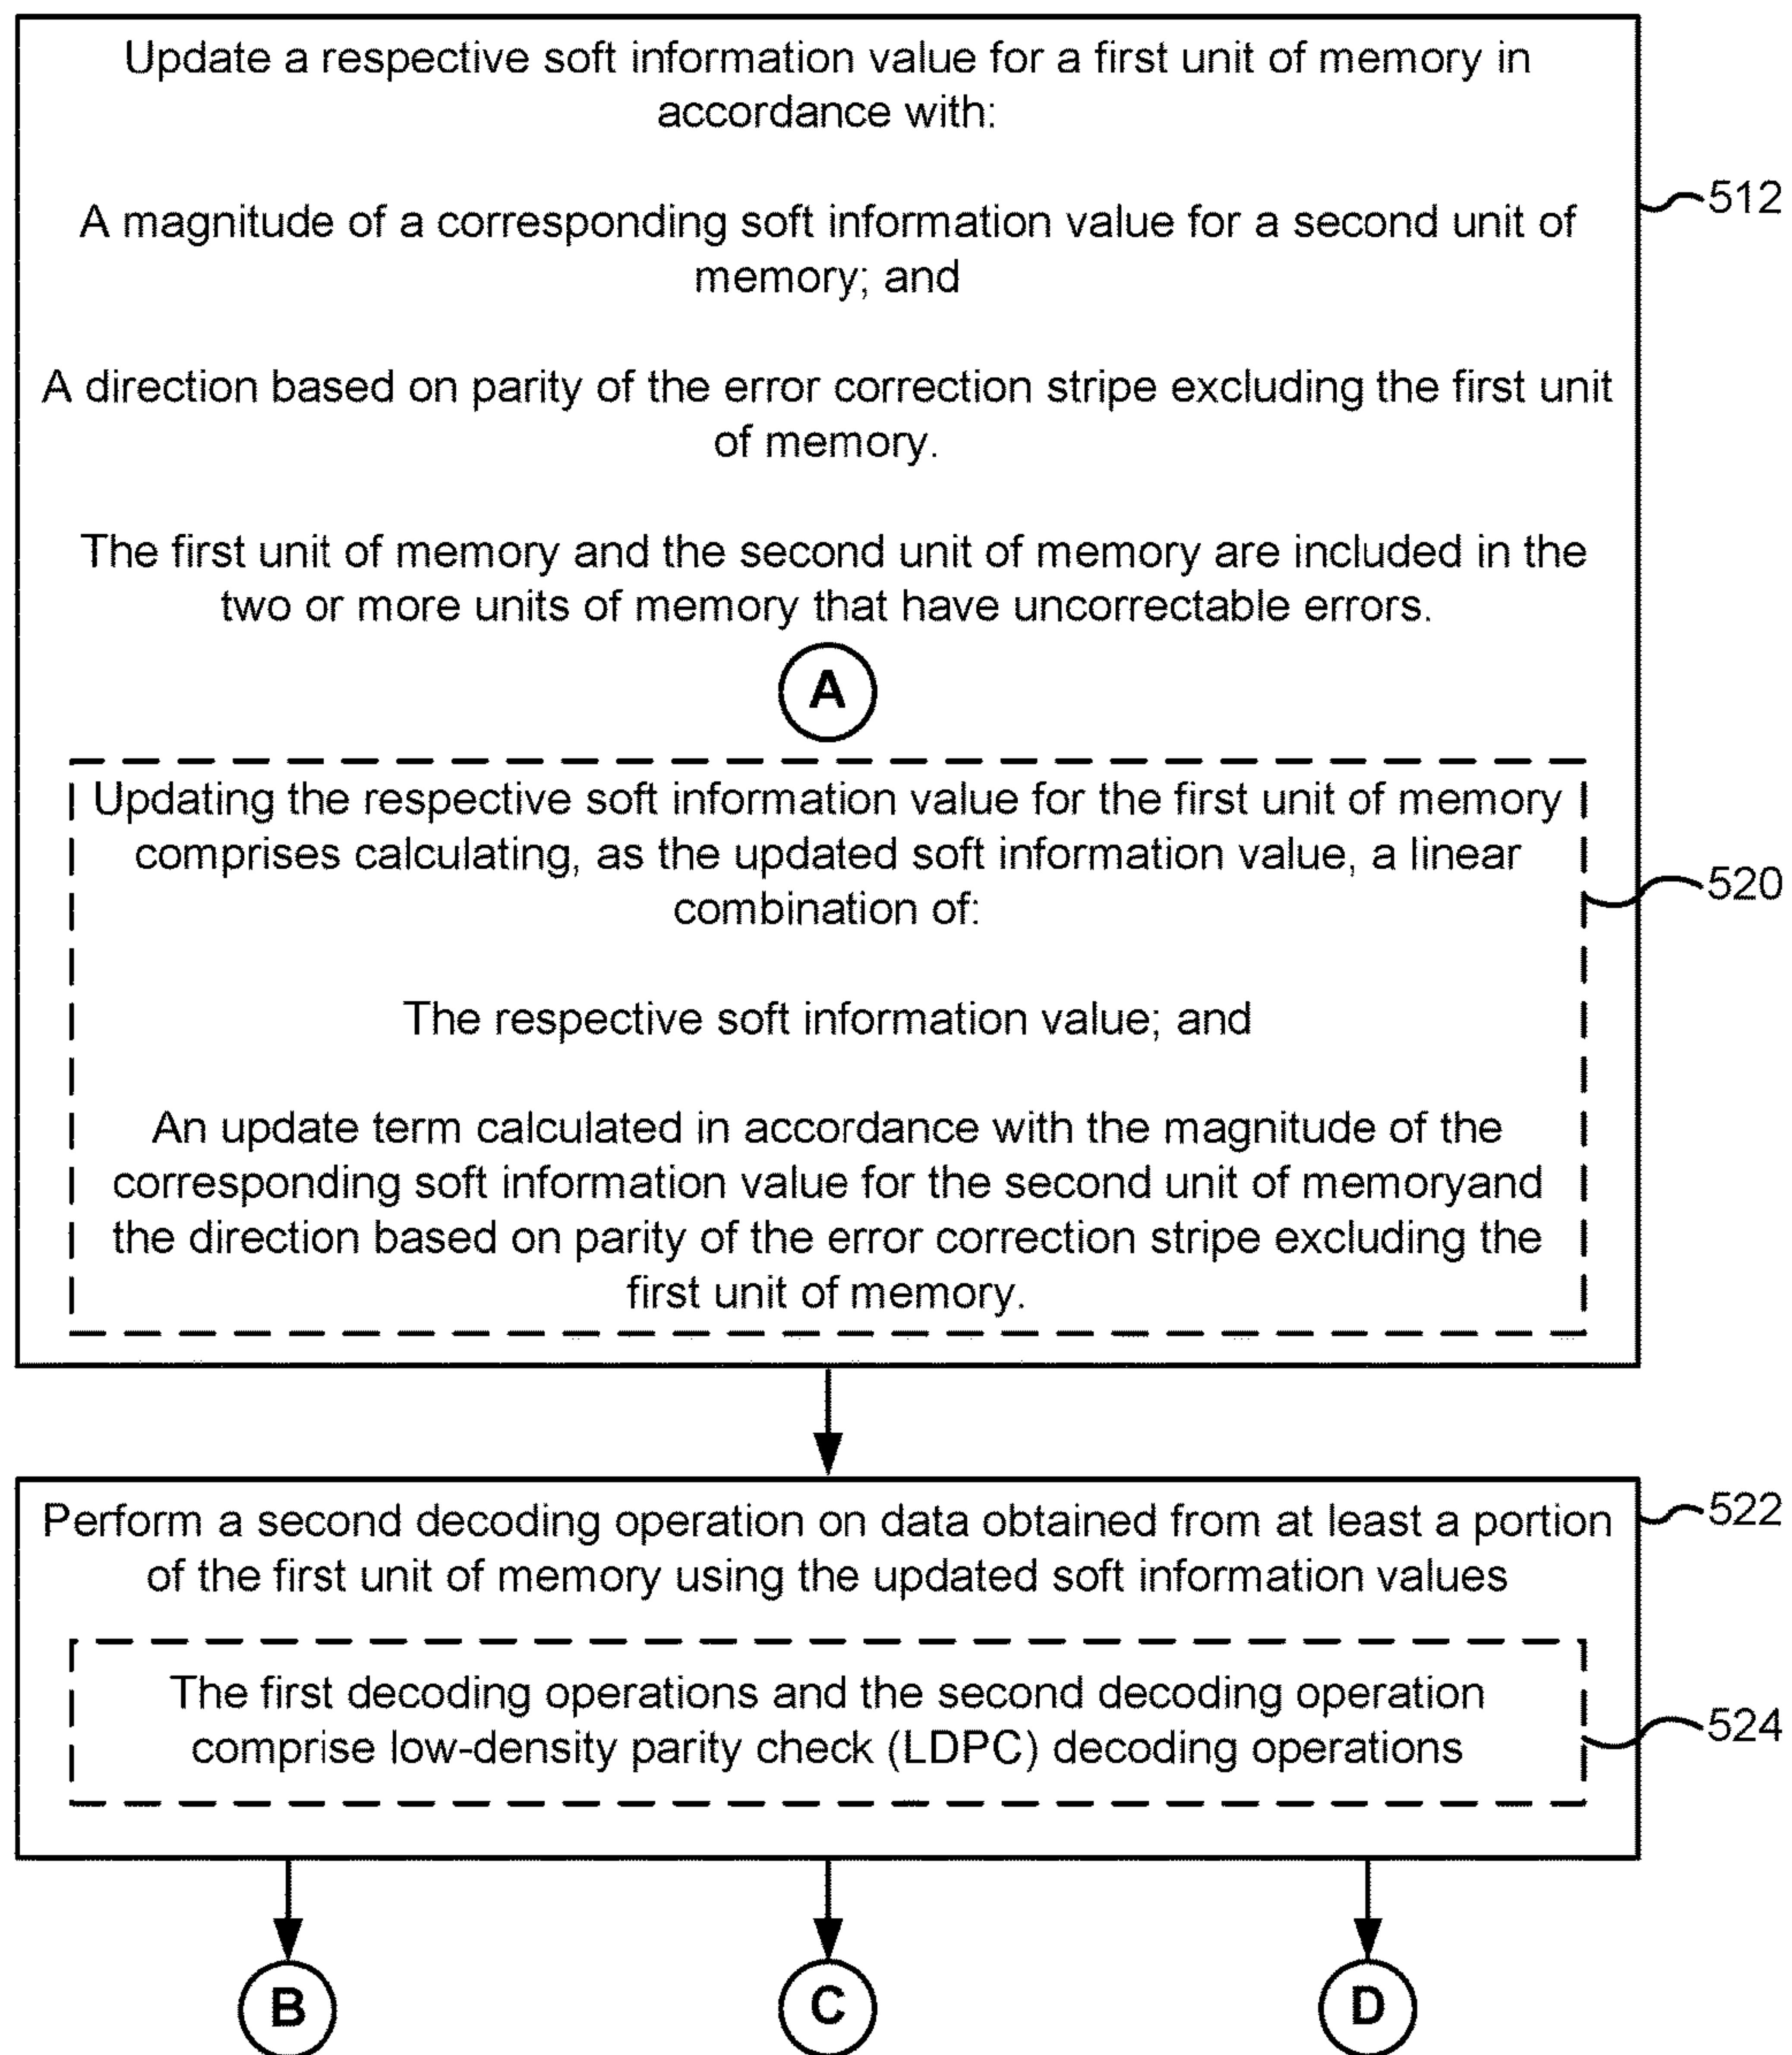 Update a respective soft information value for a first unit of memory in
accordance with:
A magnitude of a corresponding soft information value for a second unit of
memory; and
A direction based on parity of the error correction stripe excluding the first unit
of memory.
The first unit of memory and the second unit of memory are included in the
two or more units of memory that have uncorrectable errors.
512
A
Updating the respective soft information value for the first unit of memory
comprises calculating, as the updated soft information value, a linear
combination of:
The respective soft information value; and
An update term calculated in accordance with the magnitude of the
corresponding soft information value for the second unit of memoryand
the direction based on parity of the error correction stripe excluding the
first unit of memory.
520
Perform a second decoding operation on data obtained from at least a portion
of the first unit of memory using the updated soft information values
522
The first decoding operations and the second decoding operation
comprise low-density parity check (LDPC) decoding operations
524
B
C
D